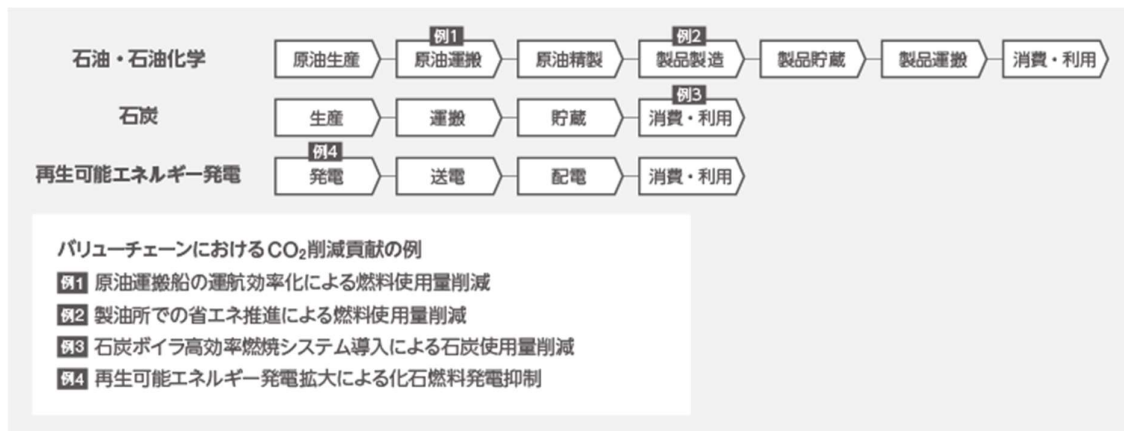 例1 例2
石油・石油化学 原油生産 原油運搬 原油精製 製品製造 製品貯蔵 製品運搬 消費・利用
例3
石炭 生産 運搬 貯蔵 消費・利用
例4
再生可能エネルギー発電 発電 送電 配電 消費・利用
バリューチェーンにおけるCO₂削減貢献の例
例1 原油運搬船の運航効率化による燃料使用量削減
例2 製油所での省エネ推進による燃料使用量削減
例3 石炭ボイラ高効率燃焼システム導入による石炭使用量削減
例4 再生可能エネルギー発電拡大による化石燃料発電抑制